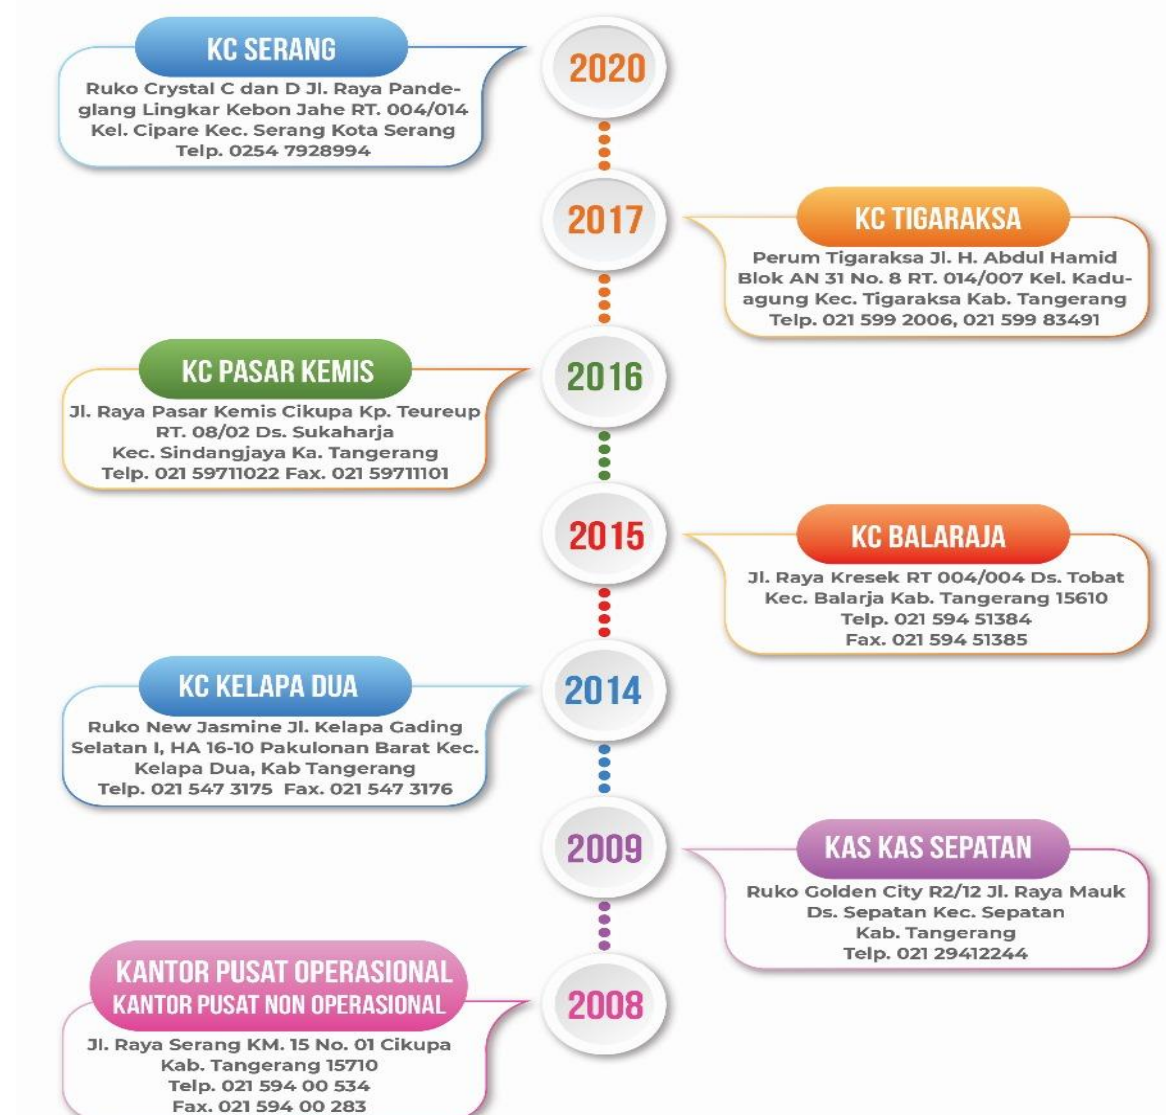 KC SERANG
Ruko Crystal C dan D Jl. Raya Pande-
glang Lingkar Kebon Jahe RT. 004/014
Kel. Cipare Kec. Serang Kota Serang
Telp. 0254 7928994
2020
2017
KC TIGARAKSA
Perum Tigaraksa Jl. H. Abdul Hamid
Blok AN 31 No. 8 RT. 014/007 Kel. Kadu-
agung Kec. Tigaraksa Kab. Tangerang
Telp. 021 599 2006, 021 599 83491
KC PASAR KEMIS
Jl. Raya Pasar Kemis Cikupa Kp. Teureup
RT. 08/02 Ds. Sukaharja
Kec. Sindangjaya Ka. Tangerang
Telp. 021 59711022 Fax. 021 59711101
2016
2015
KC BALARAJA
Jl. Raya Kresek RT 004/004 Ds. Tobat
Kec. Balarja Kab. Tangerang 15610
Telp. 021 594 51384
Fax. 021 594 51385
KC KELAPA DUA
Ruko New Jasmine Jl. Kelapa Gading
Selatan I, HA 16-10 Pakulonan Barat Kec.
Kelapa Dua, Kab Tangerang
Telp. 021 547 3175 Fax. 021 547 3176
2014
2009
KAS KAS SEPATAN
Ruko Golden City R2/12 Jl. Raya Mauk
Ds. Sepatan Kec. Sepatan
Kab. Tangerang
Telp. 021 29412244
KANTOR PUSAT OPERASIONAL
KANTOR PUSAT NON OPERASIONAL
Jl. Raya Serang KM. 15 No. 01 Cikupa
Kab. Tangerang 15710
Telp. 021 594 00 534
Fax. 021 594 00 283
2008